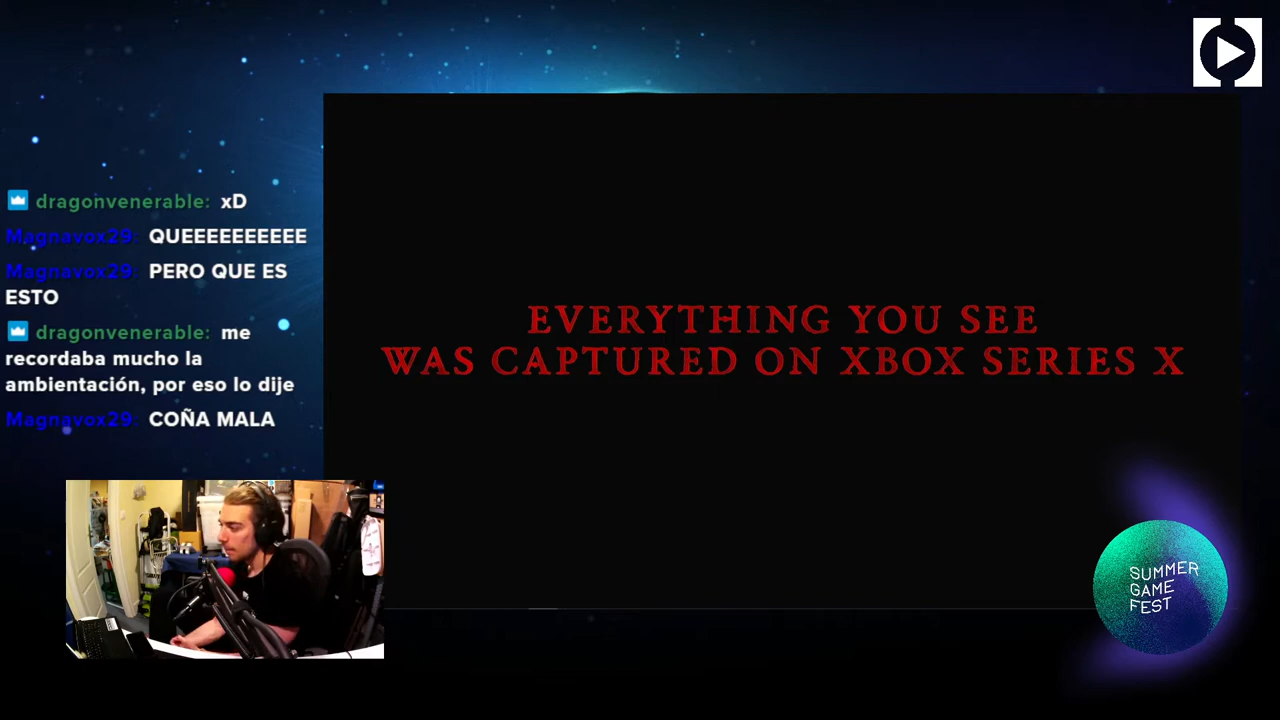 dragonvenerable: xD
Magnavox29: QUEEEEEEEEEE
Magnavox29: PERO QUE ES
ESTO
dragonvenerable: me
recordaba mucho la
ambientación, por eso lo dije
Magnavox29: COÑA MALA
EVERYTHING YOU SEE
WAS CAPTURED ON XBOX SERIES X
SUMMER
GAME
FEST